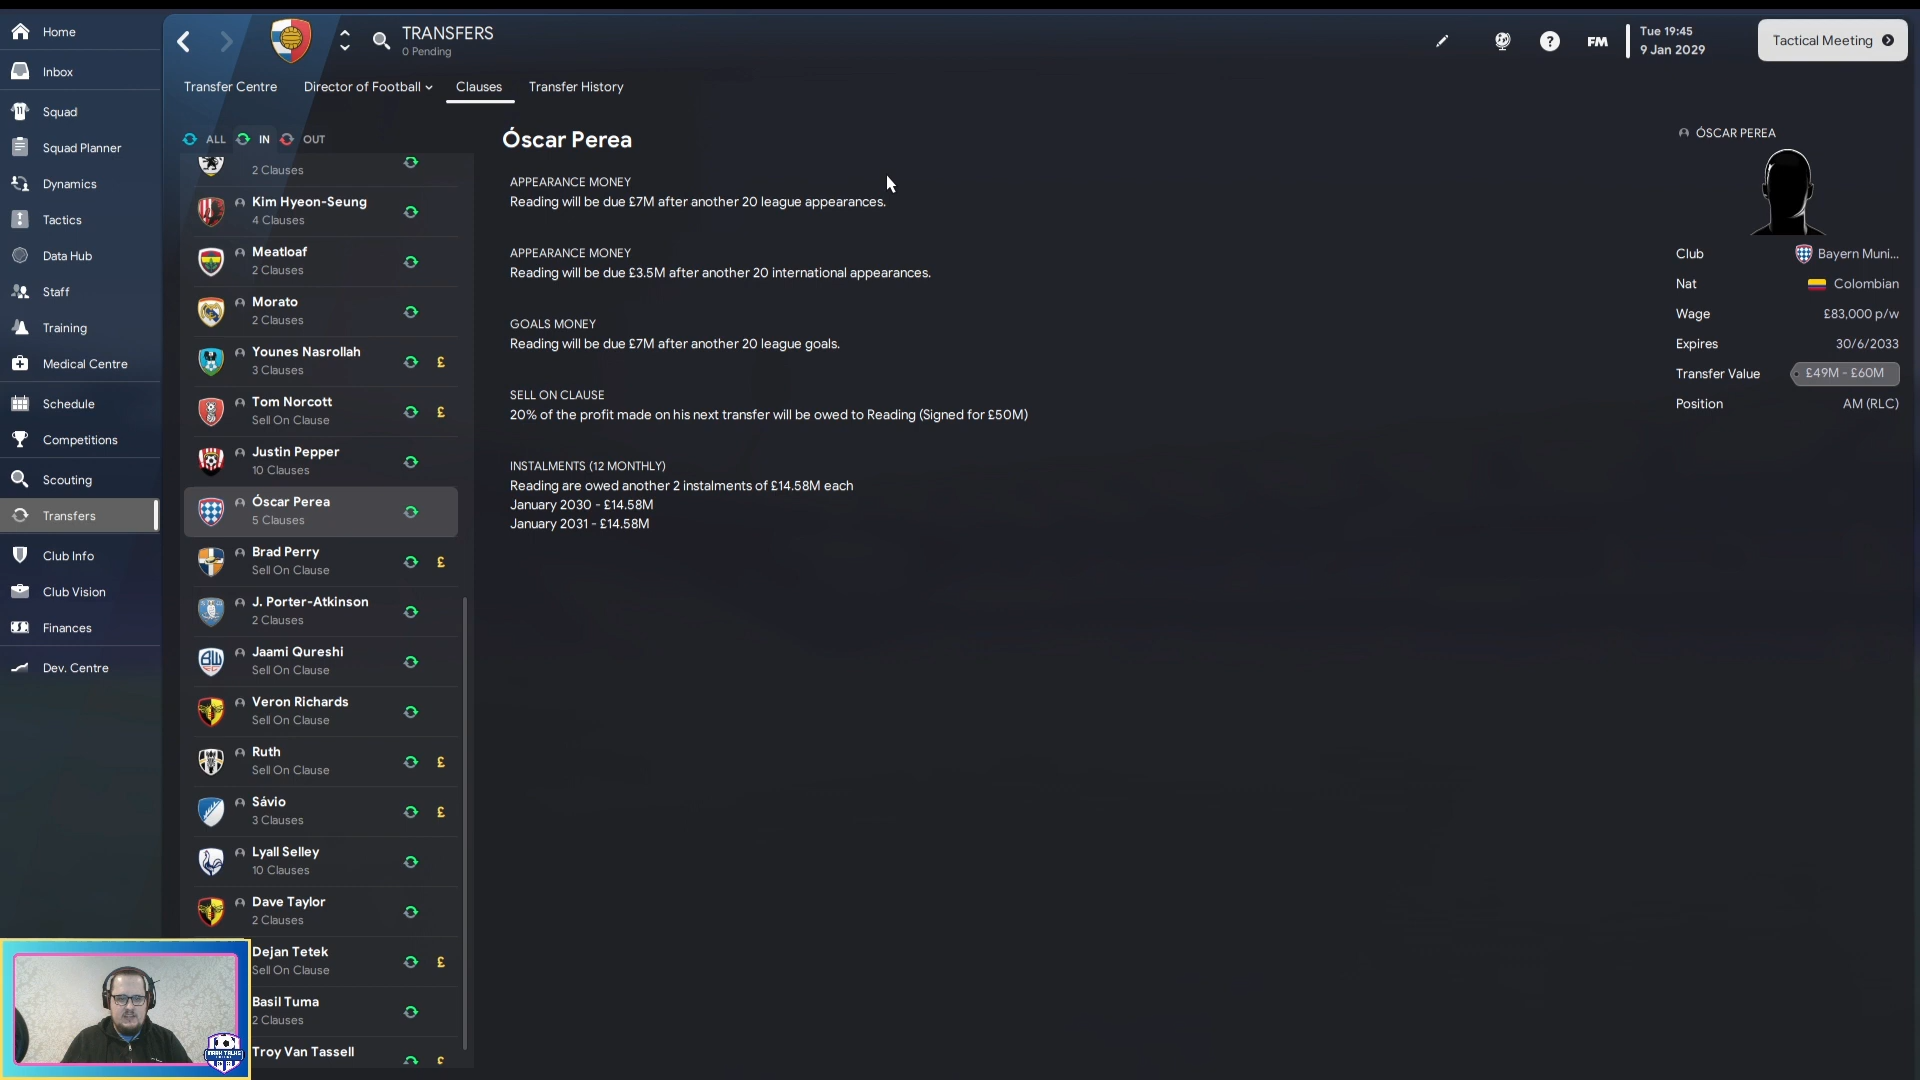 Home
Inbox
Squad
Squad Planner
Dynamics
Tactics
Data Hub
Staff
Training
Medical Centre
Schedule
Competitions
Scouting
Transfers
Club Info
Club Vision
Finances
Dev. Centre
TRANSFERS
0 Pending
FM
Tue 19:45
9 Jan 2029
Tactical Meeting
Transfer Centre
Director of Football
Clauses
Transfer History
ALL IN OUT
2 Clauses
Kim Hyeon-Seung
4 Clauses
Meatloaf
2 Clauses
Morato
2 Clauses
Younes Nasrollah
3 Clauses
£
Tom Norcott
Sell On Clause
£
Justin Pepper
10 Clauses
Óscar Perea
5 Clauses
Brad Perry
Sell On Clause
£
J. Porter-Atkinson
2 Clauses
Jaami Qureshi
Sell On Clause
Veron Richards
Sell On Clause
Ruth
Sell On Clause
£
Sávio
3 Clauses
£
Lyall Selley
10 Clauses
Dave Taylor
2 Clauses
Dejan Tetek
Sell On Clause
£
Basil Tuma
2 Clauses
Troy Van Tassell
£
Óscar Perea
APPEARANCE MONEY
Reading will be due £7M after another 20 league appearances.
APPEARANCE MONEY
Reading will be due £3.5M after another 20 international appearances.
GOALS MONEY
Reading will be due £7M after another 20 league goals.
SELL ON CLAUSE
20% of the profit made on his next transfer will be owed to Reading (Signed for £50M)
INSTALMENTS (12 MONTHLY)
Reading are owed another 2 instalments of £14.58M each
January 2030 - £14.58M
January 2031 - £14.58M
ÓSCAR PEREA
Club Bayern Muni...
Nat Colombian
Wage £83,000 p/w
Expires 30/6/2033
Transfer Value £49M - £60M
Position AM (RLC)
MARK TALKS